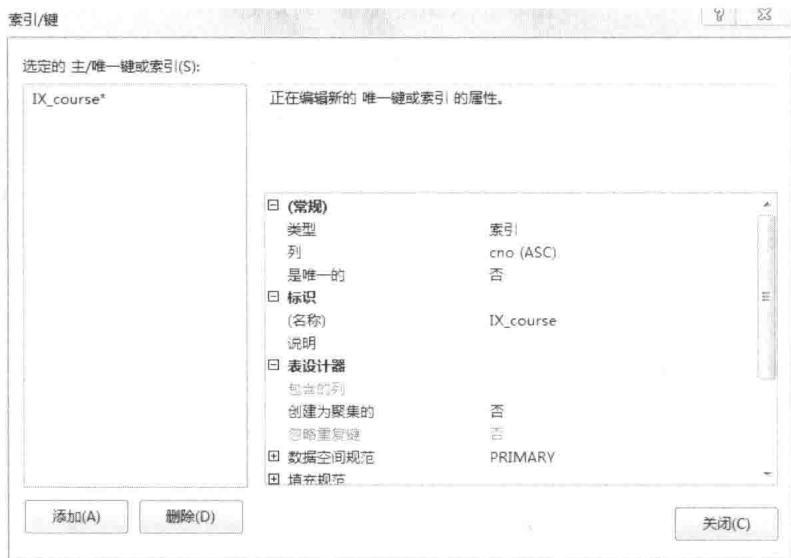 索引/键
选定的 主/唯一键或索引(S):
IX_course*
正在编辑新的 唯一键或索引 的属性。
(常规)
类型 索引
列 cno (ASC)
是唯一的 否
标识
(名称) IX_course
说明
表设计器
包含的列
创建为聚集的 否
忽略重复键 否
数据空间规范 PRIMARY
填充规范
添加(A) 删除(D)
关闭(C)